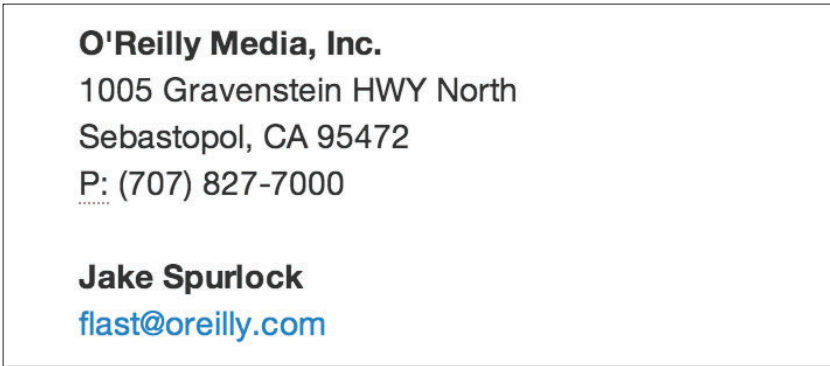 O'Reilly Media, Inc.
1005 Gravenstein HWY North
Sebastopol, CA 95472
P: (707) 827-7000
Jake Spurlock
flast@oreilly.com